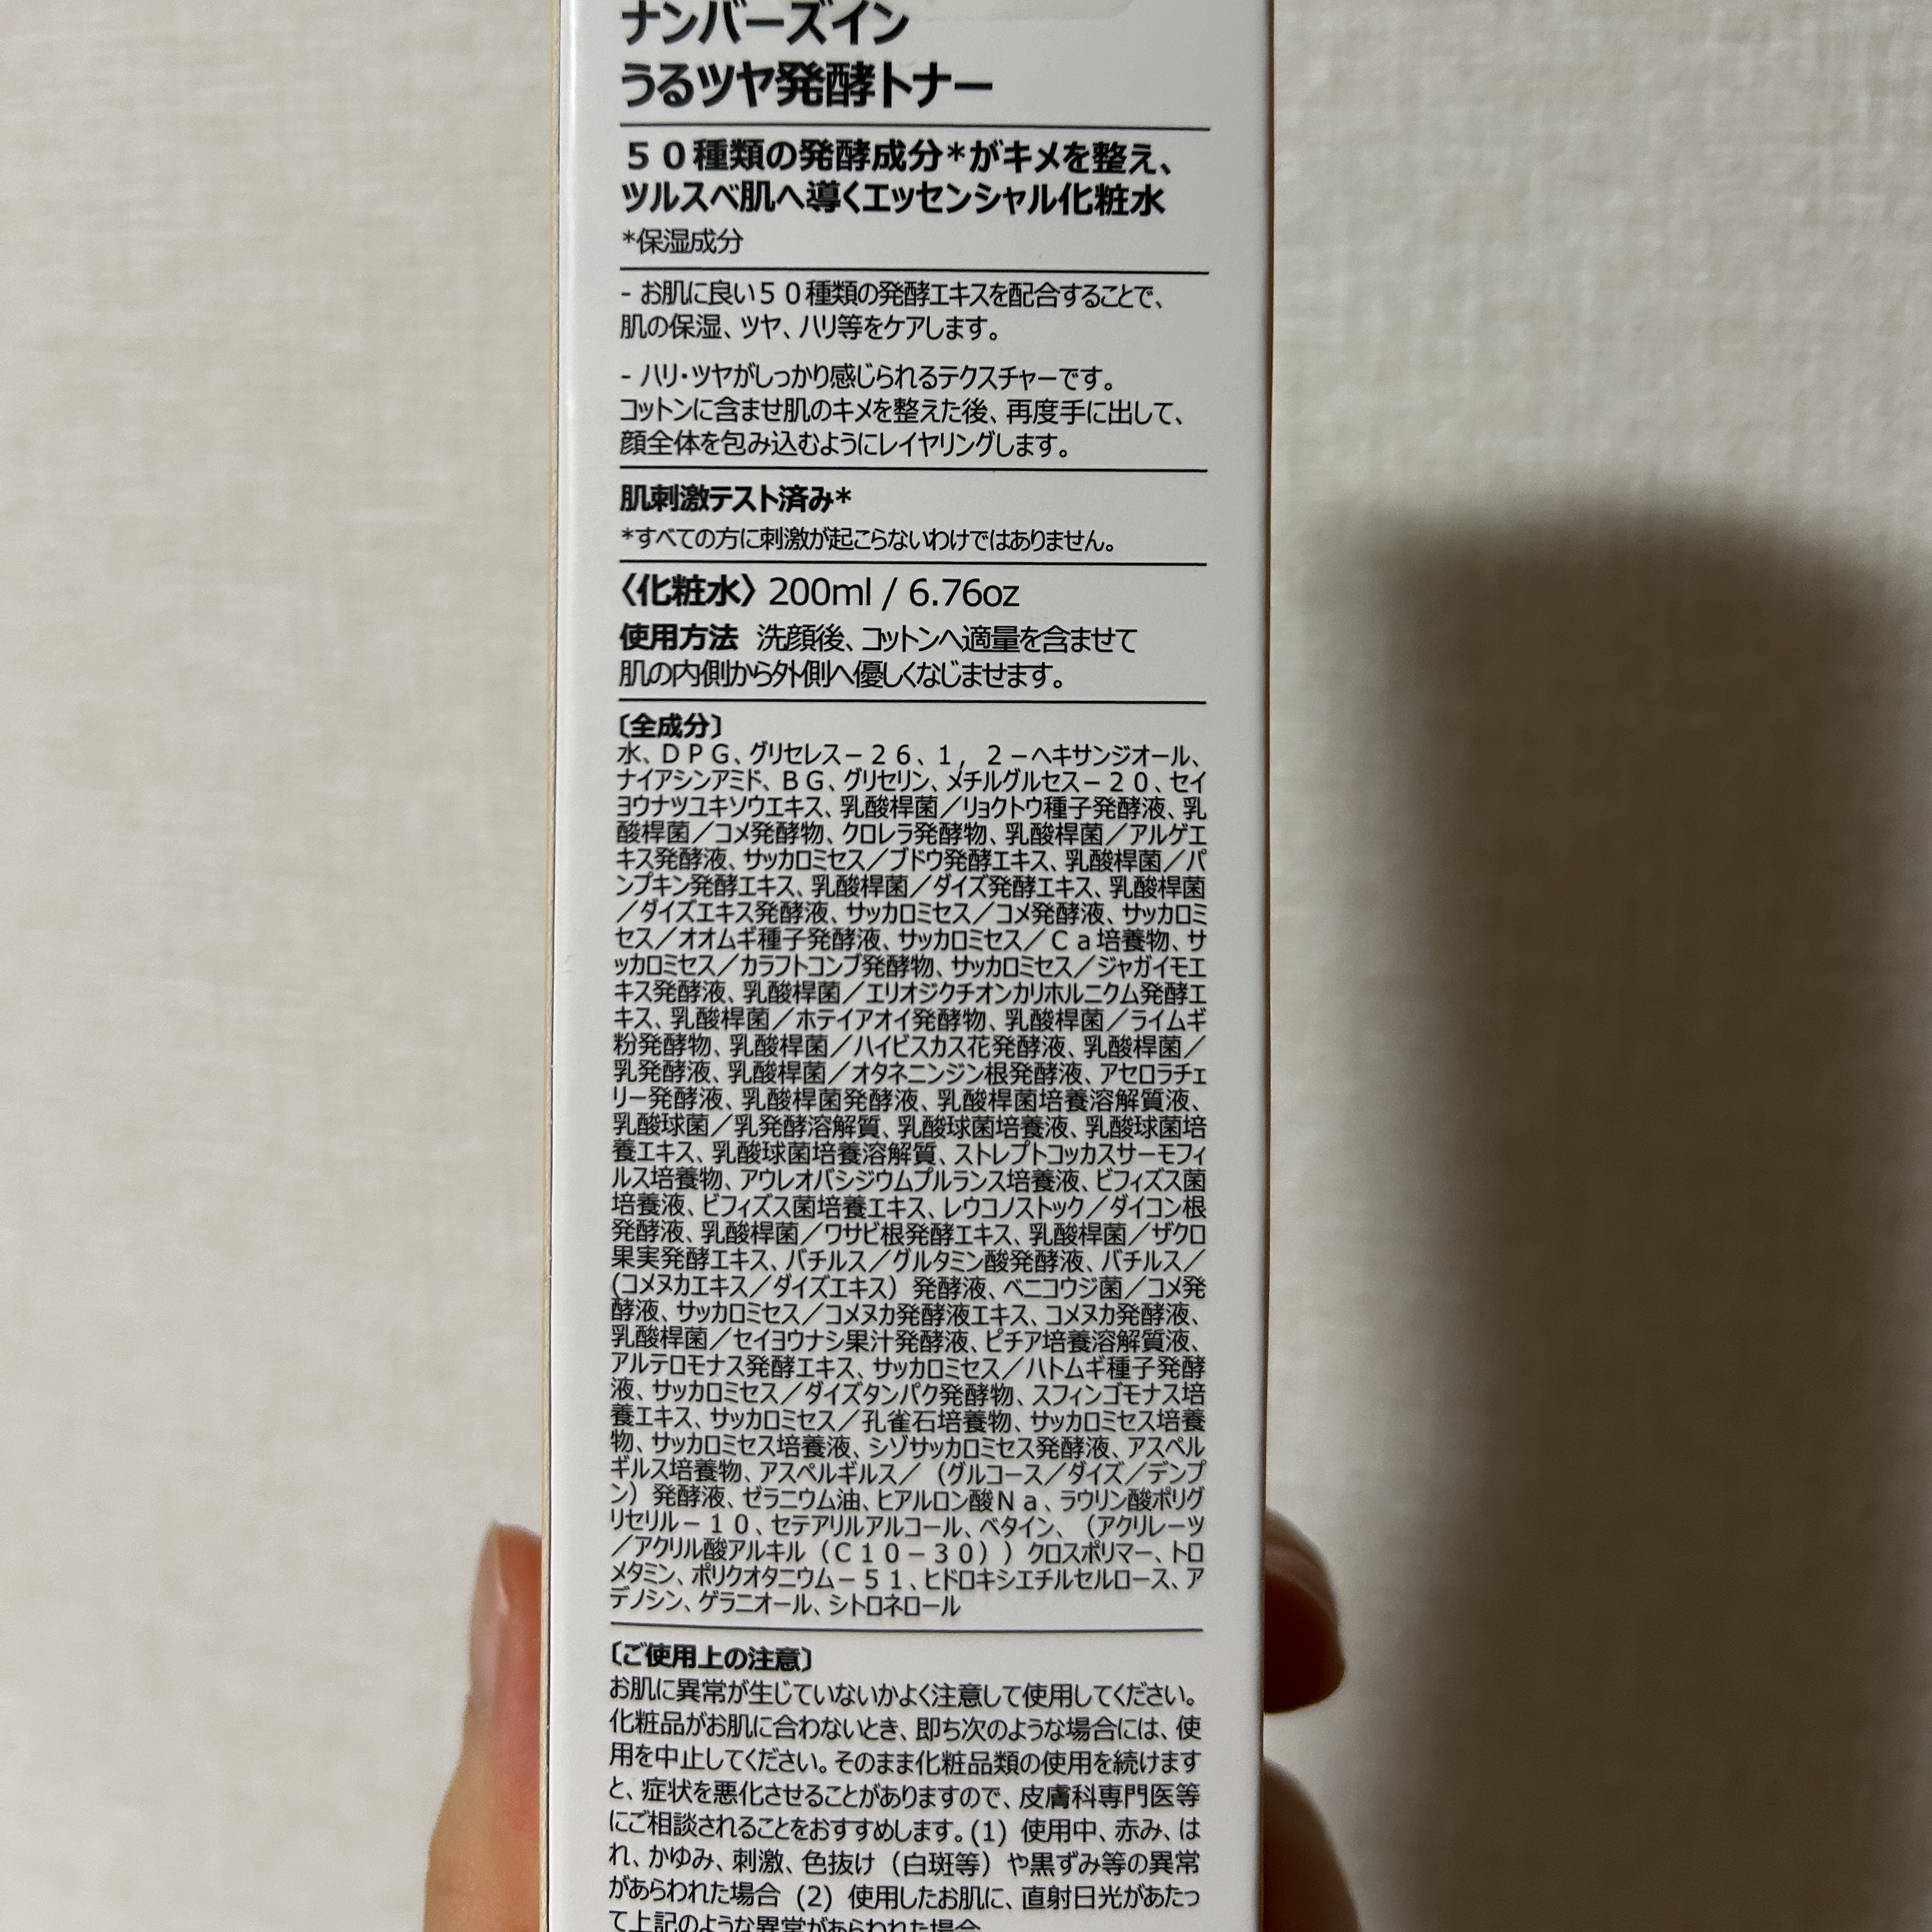 ナンバーズイン
うるツヤ発酵トナー
５０種類の発酵成分*がキメを整え、
ツルスベ肌へ導くエッセンシャル化粧水
*保湿成分
- お肌に良い５０種類の発酵エキスを配合することで、
肌の保湿、ツヤ、ハリ等をケアします。
- ハリ・ツヤがしっかり感じられるテクスチャーです。
コットンに含ませ肌のキメを整えた後、再度手に出して、
顔全体を包み込むようにレイヤリングします。
肌刺激テスト済み*
*すべての方に刺激が起こらないわけではありません。
〈化粧水〉200ml / 6.76oz
使用方法 洗顔後、コットンへ適量を含ませて
肌の内側から外側へ優しくなじませます。
〔全成分〕
水、ＤＰＧ、グリセレス－２６、１，２－ヘキサンジオール、
ナイアシンアミド、ＢＧ、グリセリン、メチルグルセス－２０、セイ
ヨウナツユキソウエキス、乳酸桿菌／リョクトウ種子発酵液、乳
酸桿菌／コメ発酵物、クロレラ発酵物、乳酸桿菌／アルゲエ
キス発酵液、サッカロミセス／ブドウ発酵エキス、乳酸桿菌／パ
ンプキン発酵エキス、乳酸桿菌／ダイズ発酵エキス、乳酸桿菌
／ダイズエキス発酵液、サッカロミセス／コメ発酵液、サッカロミ
セス／オオムギ種子発酵液、サッカロミセス／Ｃａ培養物、サ
ッカロミセス／カラフトコンブ発酵物、サッカロミセス／ジャガイモエ
キス発酵液、乳酸桿菌／エリオジクチオンカリホルニクム発酵エ
キス、乳酸桿菌／ホテイアオイ発酵物、乳酸桿菌／ライムギ
粉発酵物、乳酸桿菌／ハイビスカス花発酵液、乳酸桿菌／
乳発酵液、乳酸桿菌／オタネニンジン根発酵液、アセロラチェ
リー発酵液、乳酸桿菌発酵液、乳酸桿菌培養溶解質液、
乳酸球菌／乳発酵溶解質、乳酸球菌培養液、乳酸球菌培
養エキス、乳酸球菌培養溶解質、ストレプトコッカスサーモフィ
ルス培養物、アウレオバシジウムプルランス培養液、ビフィズス菌
培養液、ビフィズス菌培養エキス、レウコノストック／ダイコン根
発酵液、乳酸桿菌／ワサビ根発酵エキス、乳酸桿菌／ザクロ
果実発酵エキス、バチルス／グルタミン酸発酵液、バチルス／
(コメヌカエキス／ダイズエキス）発酵液、ベニコウジ菌／コメ発
酵液、サッカロミセス／コメヌカ発酵液エキス、コメヌカ発酵液、
乳酸桿菌／セイヨウナシ果汁発酵液、ピチア培養溶解質液、
アルテロモナス発酵エキス、サッカロミセス／ハトムギ種子発酵
液、サッカロミセス／ダイズタンパク発酵物、スフィンゴモナス培
養エキス、サッカロミセス／孔雀石培養物、サッカロミセス培養
物、サッカロミセス培養液、シゾサッカロミセス発酵液、アスペル
ギルス培養物、アスペルギルス／（グルコース／ダイズ／デンプ
ン）発酵液、ゼラニウム油、ヒアルロン酸Ｎａ、ラウリン酸ポリグ
リセリル－１０、セテアリルアルコール、ベタイン、（アクリレーツ
／アクリル酸アルキル（Ｃ１０－３０））クロスポリマー、トロ
メタミン、ポリクオタニウム－５１、ヒドロキシエチルセルロース、ア
デノシン、ゲラニオール、シトロネロール
〔ご使用上の注意〕
お肌に異常が生じていないかよく注意して使用してください。
化粧品がお肌に合わないとき、即ち次のような場合には、使
用を中止してください。そのまま化粧品類の使用を続けます
と、症状を悪化させることがありますので、皮膚科専門医等
にご相談されることをおすすめします。(1) 使用中、赤み、は
れ、かゆみ、刺激、色抜け（白斑等）や黒ずみ等の異常
があらわれた場合 (2) 使用したお肌に、直射日光があたっ
て上記のような異常があらわれた場合